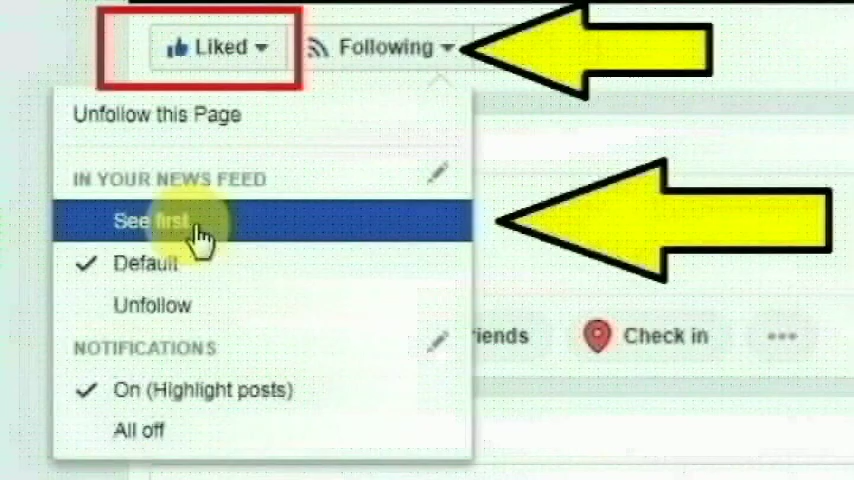 Liked Following
Unfollow this Page
IN YOUR NEWS FEED
See first
Default
Unfollow
riends Check in
NOTIFICATIONS
On (Highlight posts)
All off